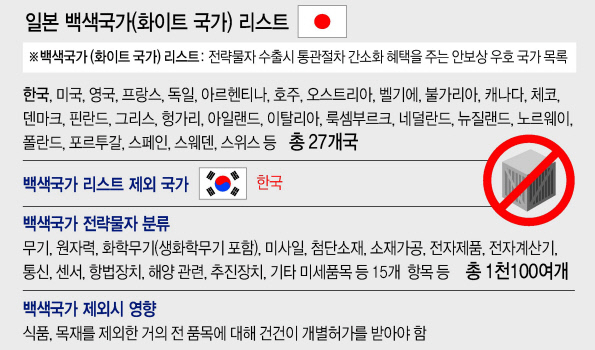 일본 백색국가(화이트 국가) 리스트
※백색국가 (화이트 국가) 리스트: 전략물자 수출시 통관절차 간소화 혜택을 주는 안보상 우호 국가 목록
한국, 미국, 영국, 프랑스, 독일, 아르헨티나, 호주, 오스트리아, 벨기에, 불가리아, 캐나다, 체코,
덴마크, 핀란드, 그리스, 헝가리, 아일랜드, 이탈리아, 룩셈부르크, 네덜란드, 뉴질랜드, 노르웨이,
폴란드, 포르투갈, 스페인, 스웨덴, 스위스 등 총 27개국
백색국가 리스트 제외 국가 한국
백색국가 전략물자 분류
무기, 원자력, 화학무기(생화학무기 포함), 미사일, 첨단소재, 소재가공, 전자제품, 전자계산기,
통신, 센서, 항법장치, 해양 관련, 추진장치, 기타 미세품목 등 15개 항목 등 총 1천100여개
백색국가 제외시 영향
식품, 목재를 제외한 거의 전 품목에 대해 건건이 개별허가를 받아야 함